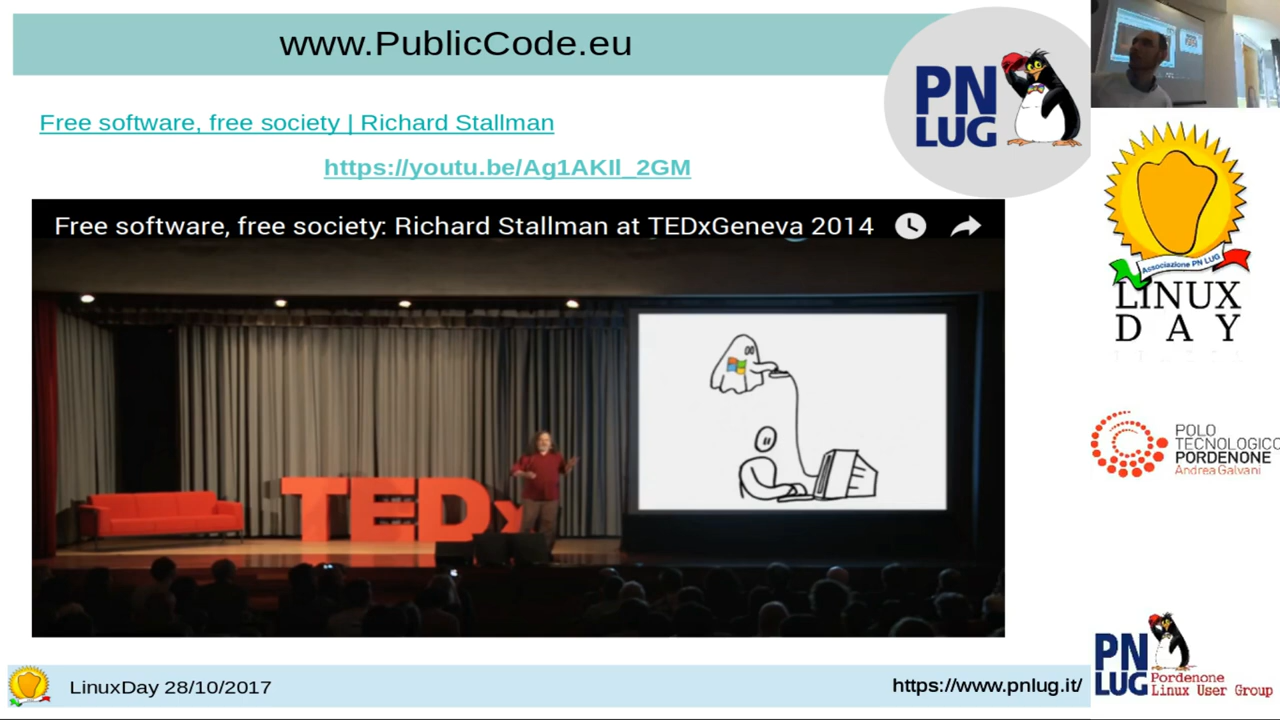 www.PublicCode.eu
PN
LUG
Free software, free society | Richard Stallman
https://youtu.be/Ag1AKIl_2GM
Free software, free society: Richard Stallman at TEDxGeneva 2014
TEDx
Associazione PN LUG
LINUX
DAY
POLO
TECNOLOGICO
PORDENONE
Andrea Galvani
LinuxDay 28/10/2017
https://www.pnlug.it/
PN
LUG
Pordenone
Linux User Group